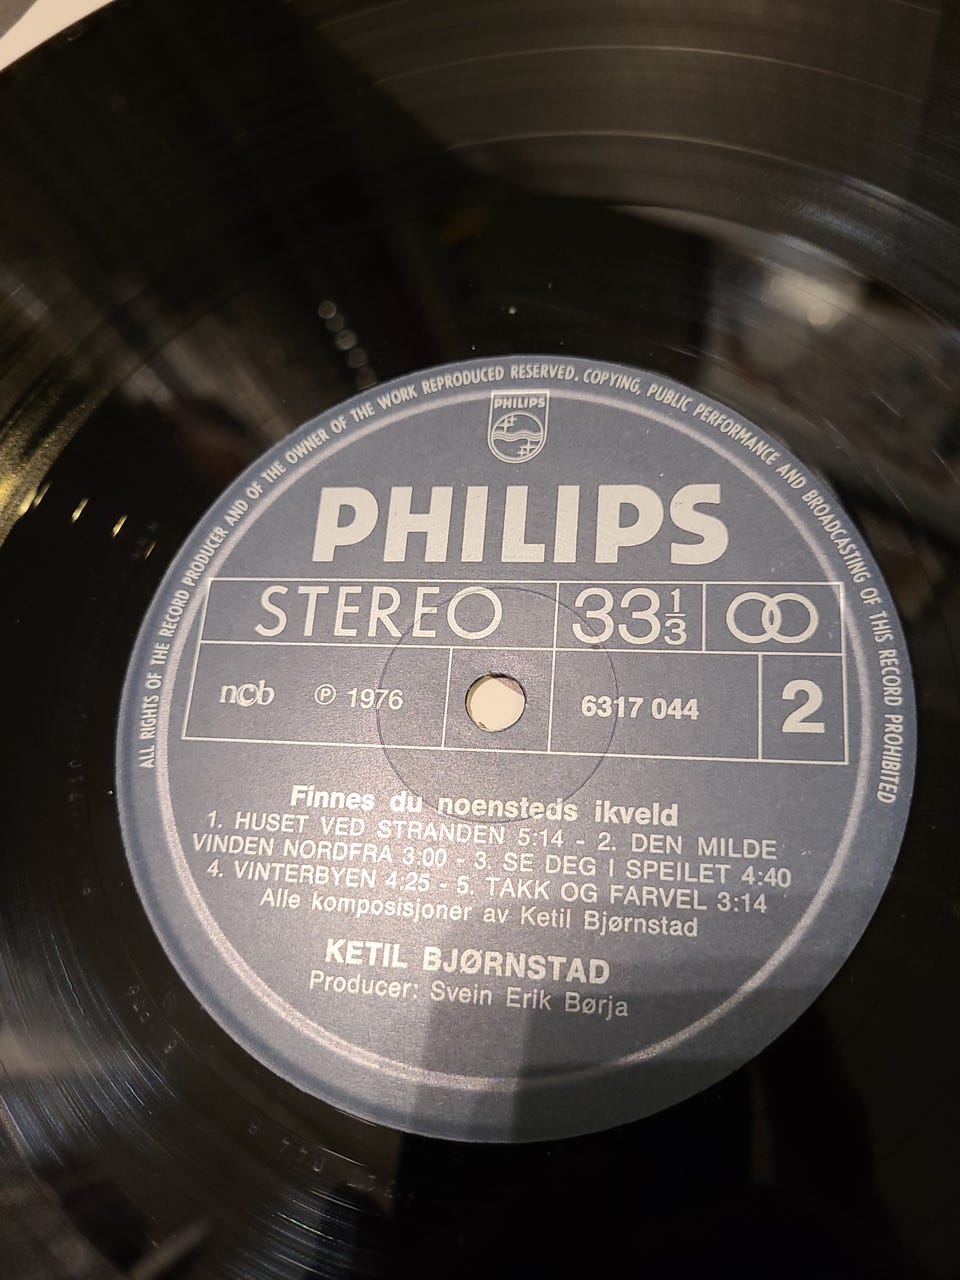 ALL RIGHTS OF THE RECORD PRODUCER AND OF THE OWNER OF THE WORK REPRODUCED RESERVED. COPYING, PUBLIC PERFORMANCE AND BROADCASTING OF THIS RECORD PROHIBITED
PHILIPS
PHILIPS
STEREO 33 1/3
ncb ℗ 1976 6317 044 2
Finnes du noensteds ikveld
1. HUSET VED STRANDEN 5:14 - 2. DEN MILDE
VINDEN NORDFRA 3:00 - 3. SE DEG I SPEILET 4:40
4. VINTERBYEN 4:25 - 5. TAKK OG FARVEL 3:14
Alle komposisjoner av Ketil Bjørnstad
KETIL BJØRNSTAD
Producer: Svein Erik Børja